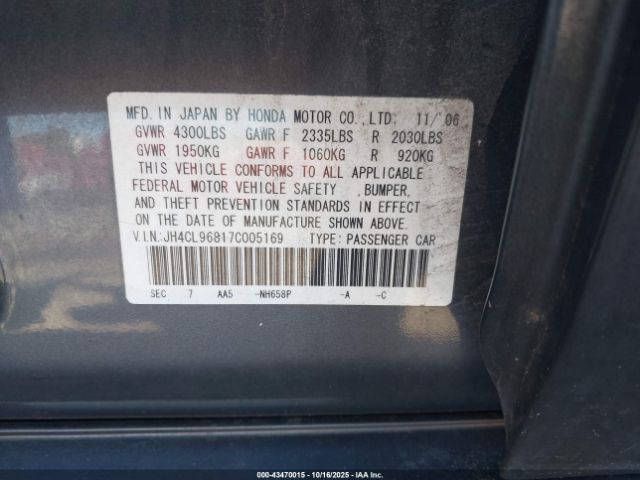 MFD. IN JAPAN BY HONDA MOTOR CO.,LTD. 11/'06
GVWR 4300LBS GAWR F 2335LBS R 2030LBS
GVWR 1950KG GAWR F 1060KG R 920KG
THIS VEHICLE CONFORMS TO ALL APPLICABLE
FEDERAL MOTOR VEHICLE SAFETY ,BUMPER,
AND THEFT PREVENTION STANDARDS IN EFFECT
ON THE DATE OF MANUFACTURE SHOWN ABOVE.
V.I.N.:JH4CL96817C005169 TYPE: PASSENGER CAR
SEC 7 AA5 -NH658P -A -C
000-43470015 - 10/16/2025 - IAA Inc.